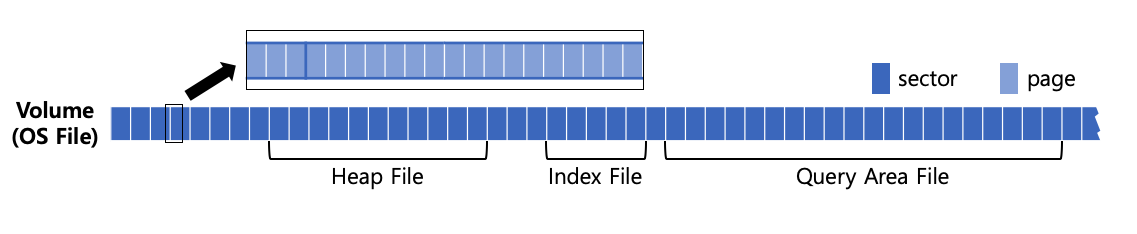 sector
page
Volume
(OS File)
Heap File
Index File
Query Area File